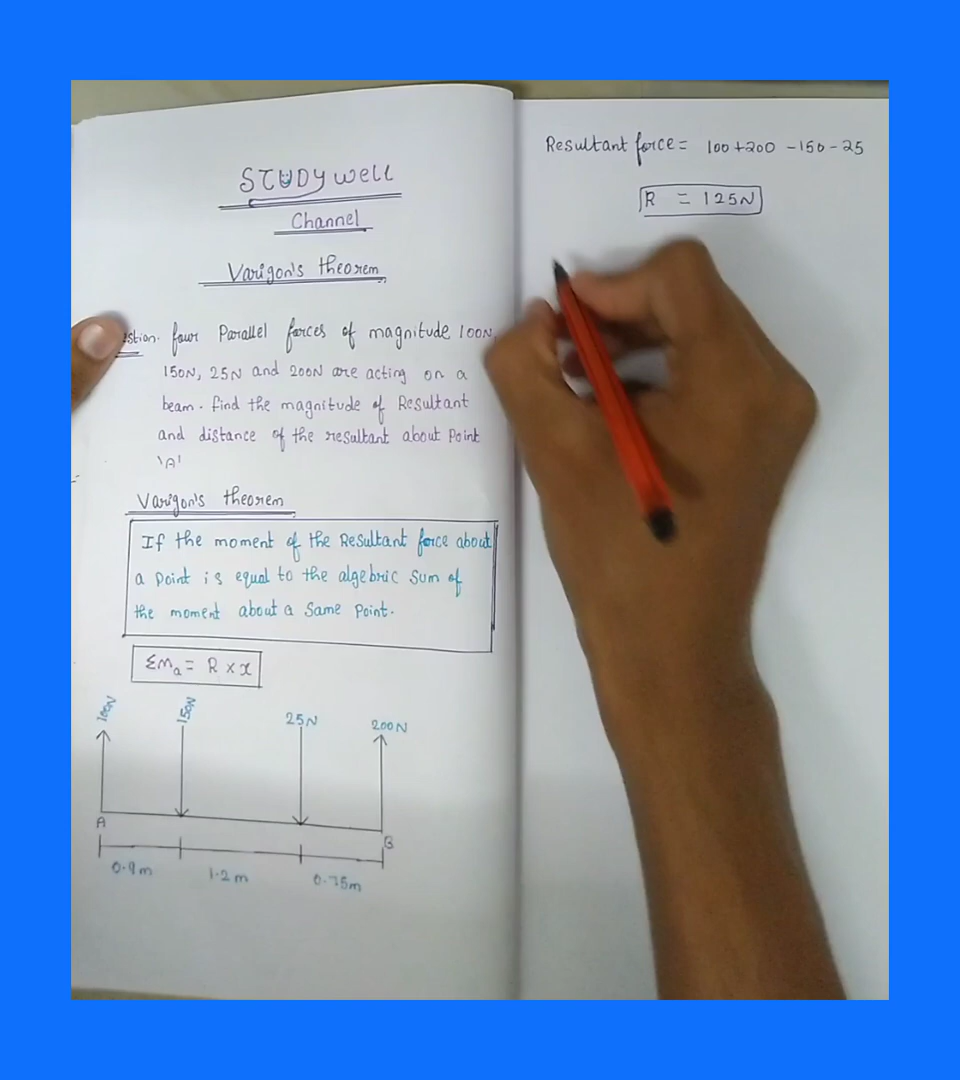 STUDY well
Channel
Varigon's theorem
stion. four Parallel forces of magnitude 100N,
150N, 25N and 200N are acting on a
beam. find the magnitude of Resultant
and distance of the resultant about Point
'A'
Varigon's theorem
If the moment of the Resultant force about
a point is equal to the algebric sum of
the moment about a same point.
ΣMa = R × x
100N 150N 25N 200N
A B
0.9m 1.2m 0.75m
Resultant force = 100 + 200 - 150 - 25
R = 125N